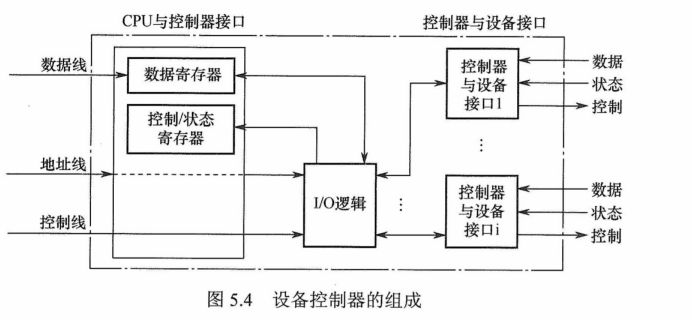 CPU与控制器接口
控制器与设备接口
数据线
数据寄存器
控制/状态
寄存器
地址线
控制线
I/O逻辑
控制器
与设备
接口1
数据
状态
控制
⋮
⋮
控制器
与设备
接口i
数据
状态
控制
图 5.4 设备控制器的组成